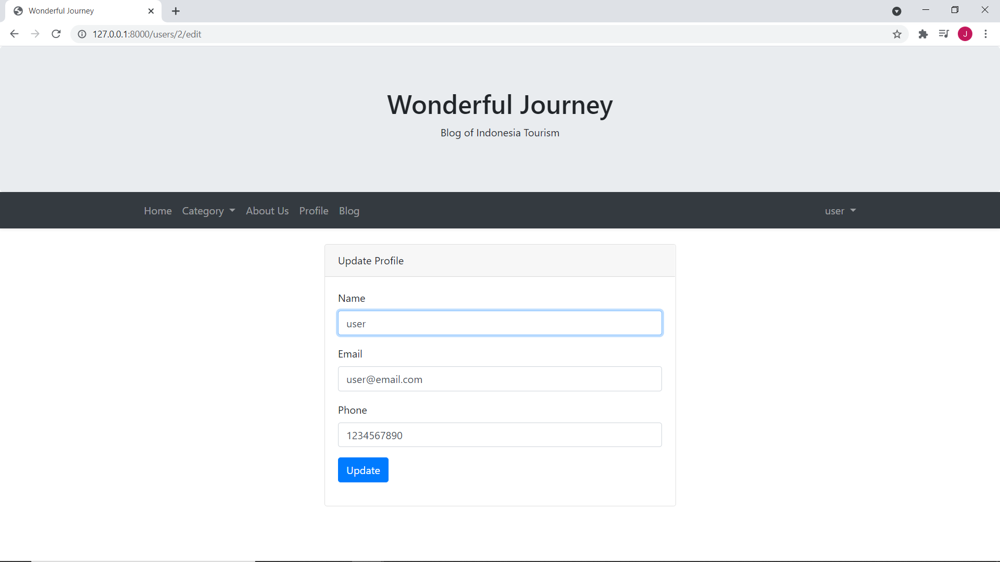 Wonderful Journey
127.0.0.1:8000/users/2/edit
J
Wonderful Journey
Blog of Indonesia Tourism
Home Category About Us Profile Blog user
Update Profile
Name
user
Email
user@email.com
Phone
1234567890
Update